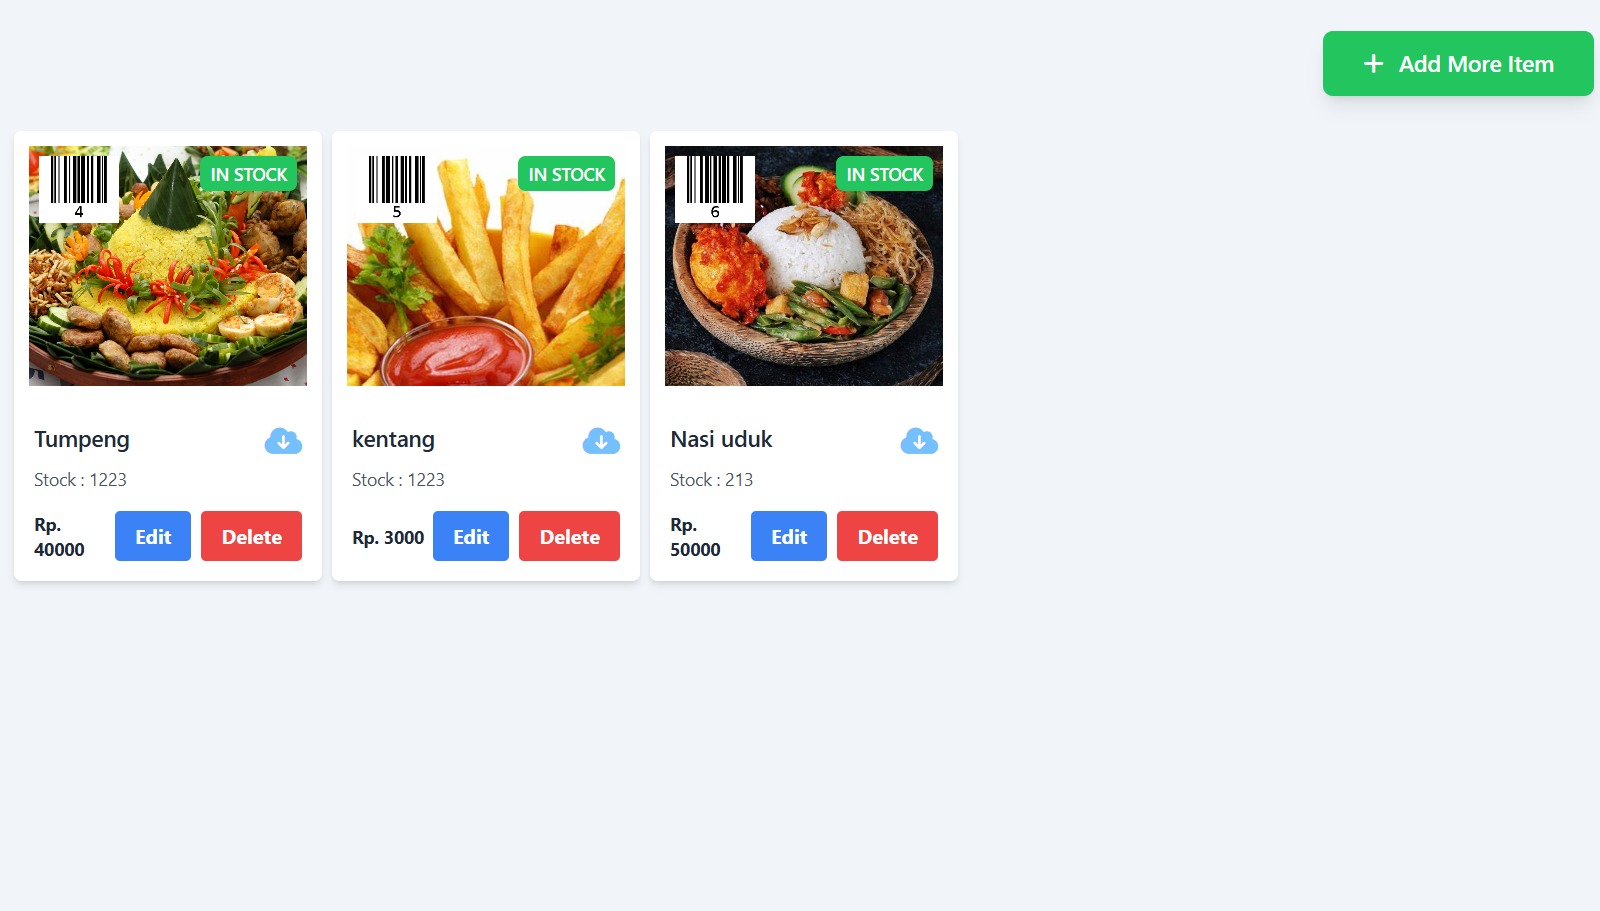 Add More Item
4
IN STOCK
Tumpeng
Stock : 1223
Rp.
40000
Edit
Delete
5
IN STOCK
kentang
Stock : 1223
Rp. 3000
Edit
Delete
6
IN STOCK
Nasi uduk
Stock : 213
Rp.
50000
Edit
Delete